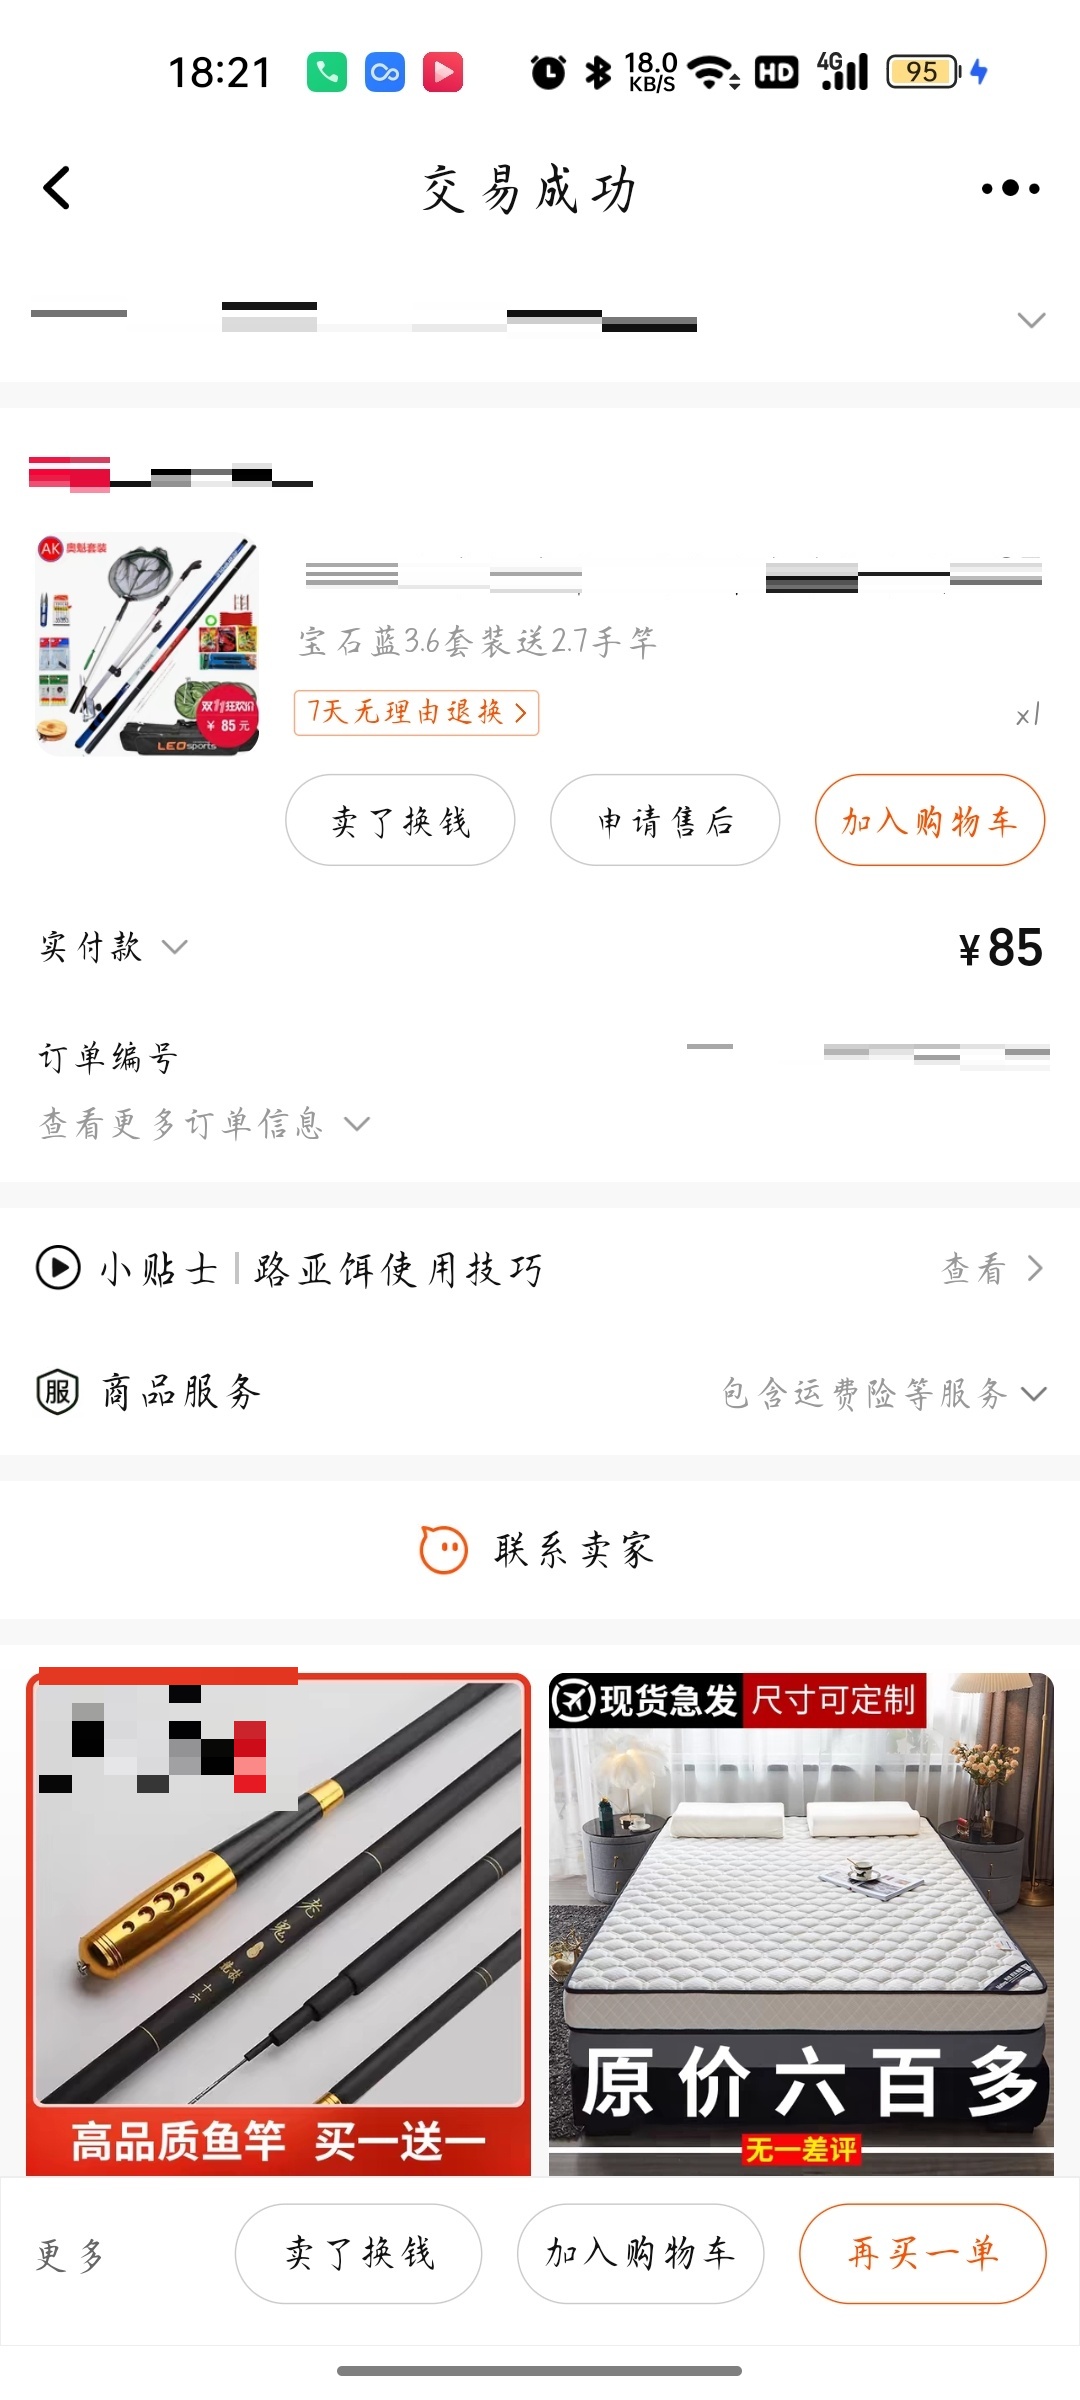 18:21
18.0
KB/S
HD
4G
95
交易成功
AK 奥魁套装
双11狂欢价
¥ 85 元
LEO sports
宝石蓝3.6套装送2.7手竿
7天无理由退换
x1
卖了换钱
申请售后
加入购物车
实付款
¥85
订单编号
查看更多订单信息
小贴士 | 路亚饵使用技巧
查看
服 商品服务
包含运费险等服务
联系卖家
老鬼
十六
高品质鱼竿 买一送一
现货急发 尺寸可定制
原价六百多
无一差评
更多
卖了换钱
加入购物车
再买一单